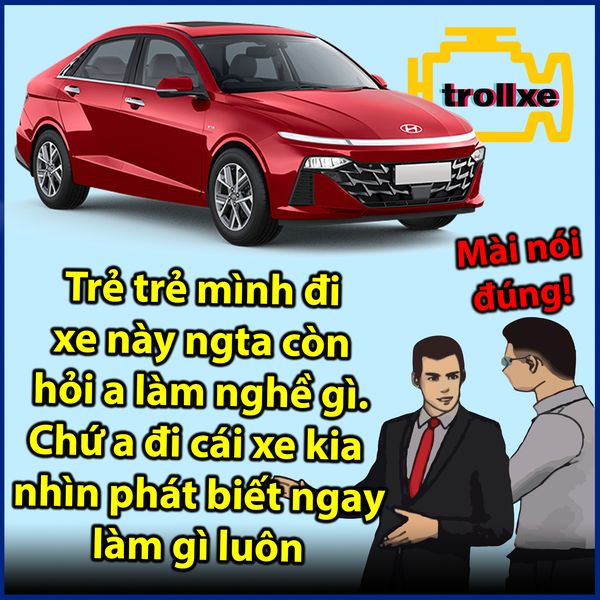 trollxe
Mài nói
đúng!
Trẻ trẻ mình đi
xe này ngta còn
hỏi a làm nghề gì.
Chứ a đi cái xe kia
nhìn phát biết ngay
làm gì luôn